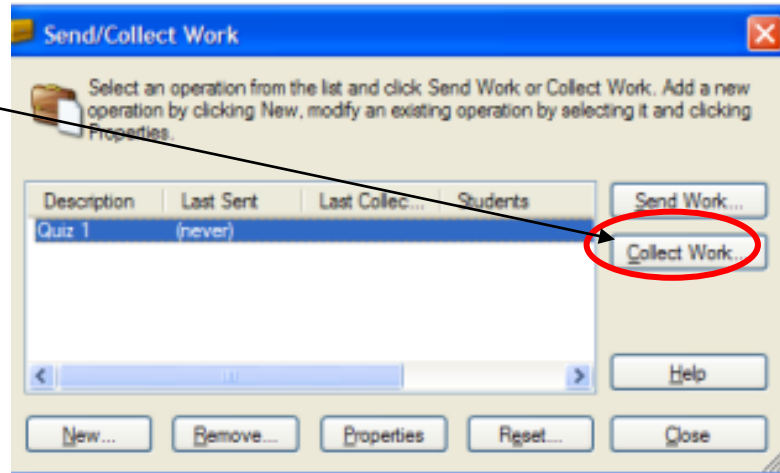 Send/Collect Work
Select an operation from the list and click Send Work or Collect Work. Add a new
operation by clicking New, modify an existing operation by selecting it and clicking
Properties.
Description Last Sent Last Collec... Students
Quiz 1 (never)
Send Work...
Collect Work...
Help
New... Remove... Properties Reset... Close